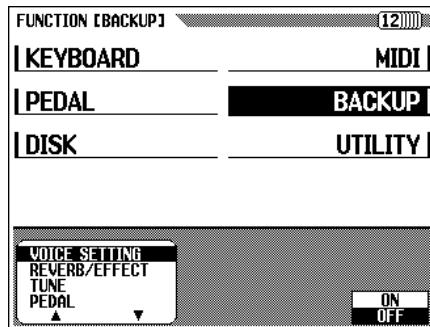 FUNCTION [BACKUP] 12
KEYBOARD MIDI
PEDAL BACKUP
DISK UTILITY
VOICE SETTING
REVERB/EFFECT
TUNE
PEDAL
ON
OFF